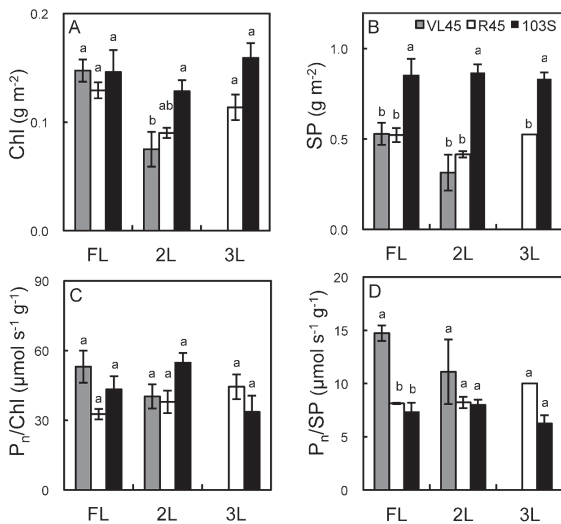 A
a
a
a
a
ab
b
a
a
Chl (g m-2)
0.2
0.1
0.0
FL 2L 3L
B
VL45 R45 103S
a
b b
a
b
b
a
b
SP (g m-2)
1.0
0.5
0.0
FL 2L 3L
C
a
a
a
a
a
a
a
a
Pn/Chl (μmol s-1 g-1)
90
60
30
0
FL 2L 3L
D
a
b b
a
a a
a
a
Pn/SP (μmol s-1 g-1)
20
15
10
5
0
FL 2L 3L